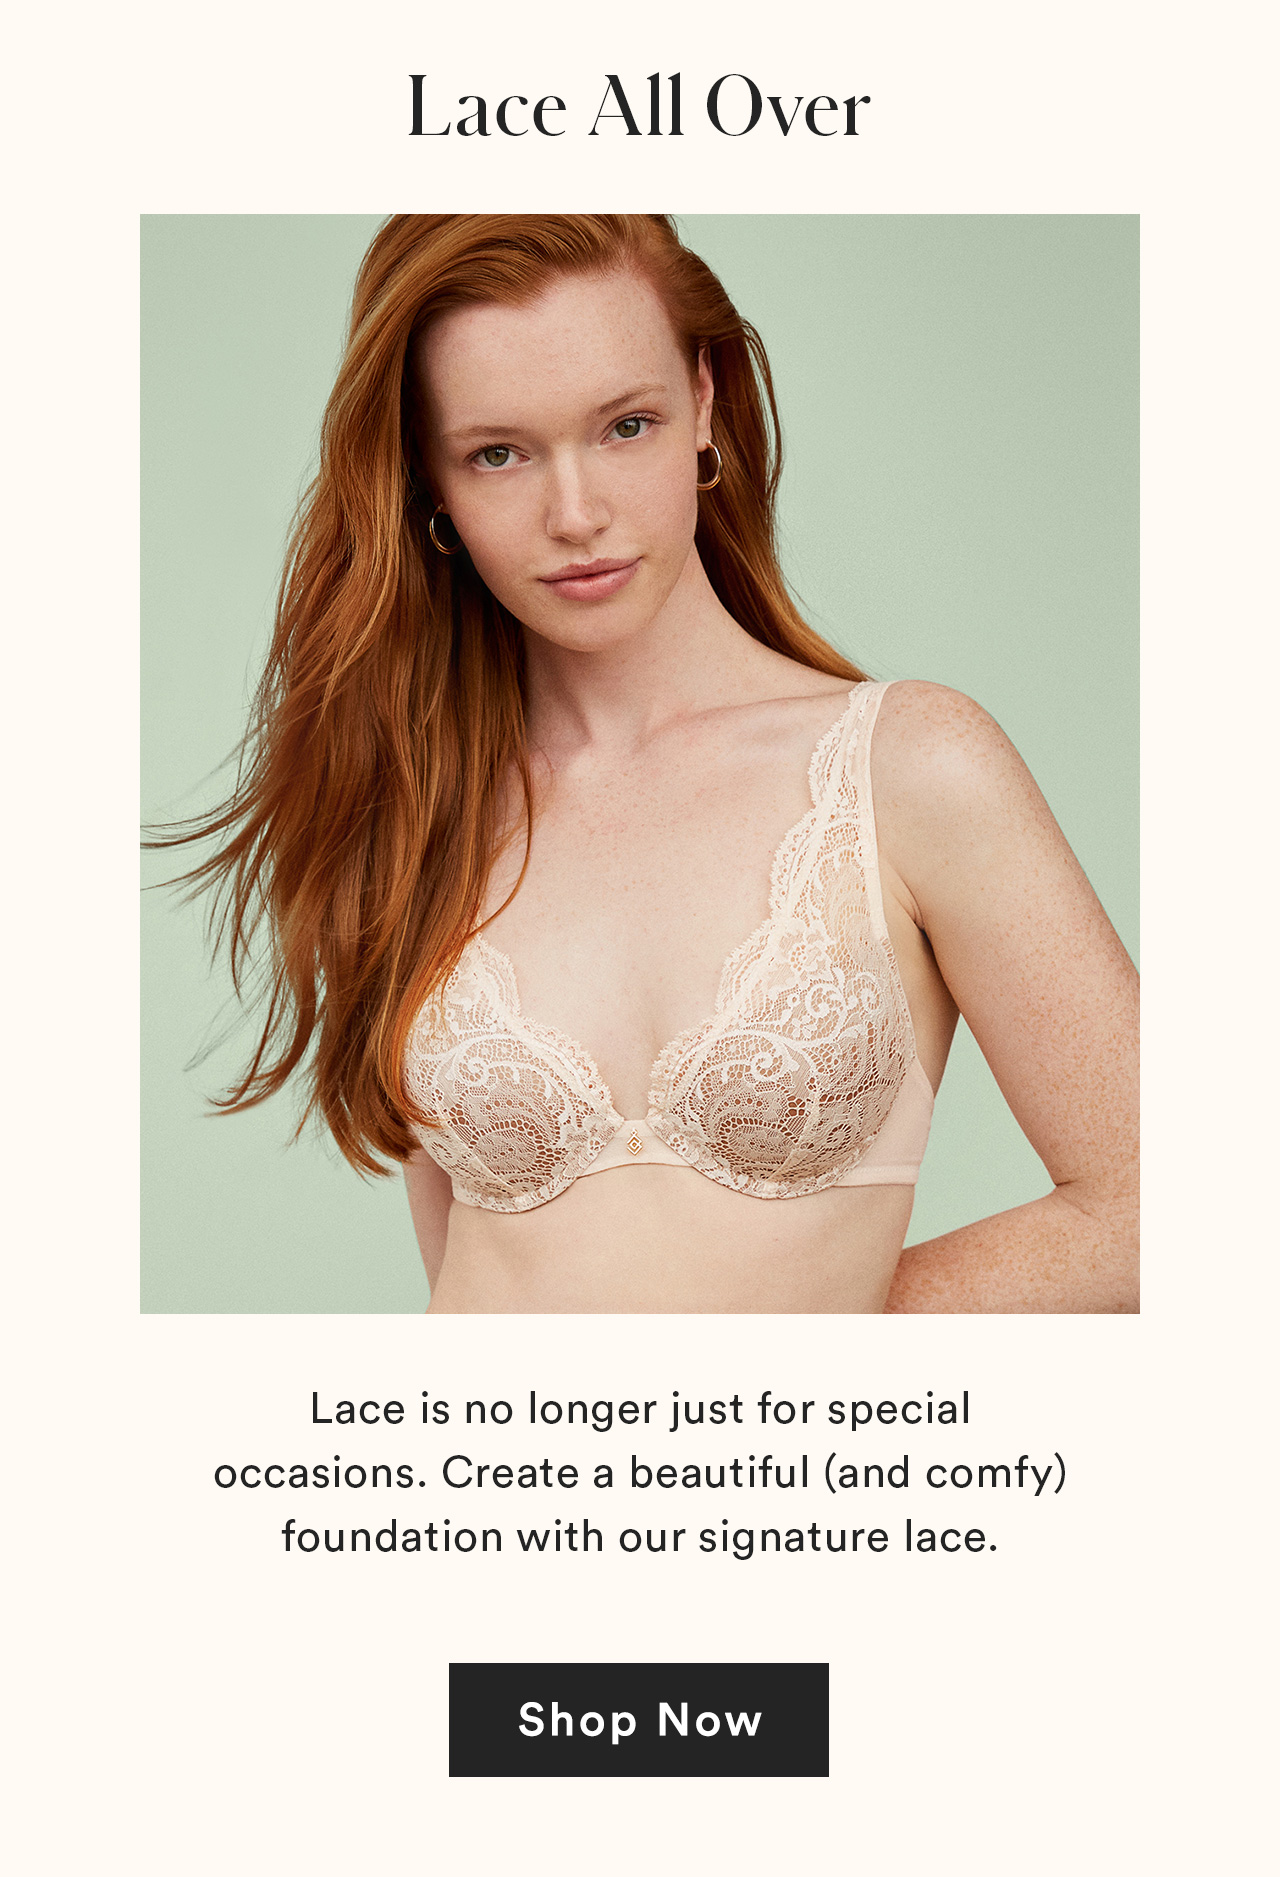 Lace All Over
Lace is no longer just for special
occasions. Create a beautiful (and comfy)
foundation with our signature lace.
Shop Now